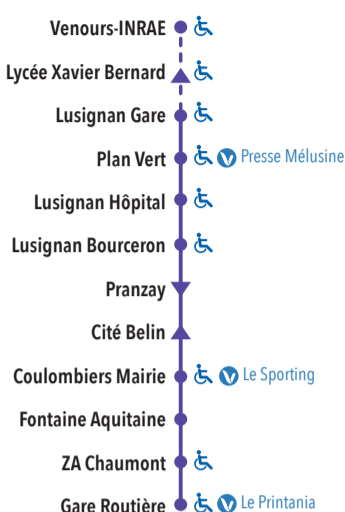 Venours-INRAE
Lycée Xavier Bernard
Lusignan Gare
Plan Vert V Presse Mélusine
Lusignan Hôpital
Lusignan Bourceron
Pranzay
Cité Belin
Coulombiers Mairie V Le Sporting
Fontaine Aquitaine
ZA Chaumont
Gare Routière V Le Printania